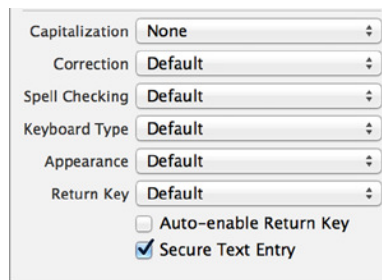 Capitalization None
Correction Default
Spell Checking Default
Keyboard Type Default
Appearance Default
Return Key Default
Auto-enable Return Key
Secure Text Entry